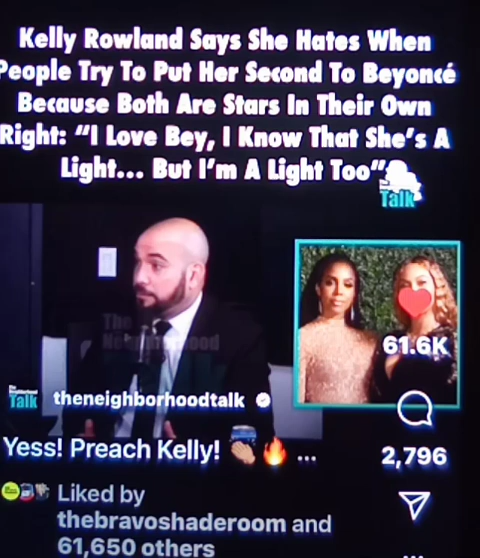 Kelly Rowland Says She Hates When
People Try To Put Her Second To Beyoncé
Because Both Are Stars In Their Own
Right: “I Love Bey, I Know That She’s A
Light... But I’m A Light Too”
Talk
The
Neighborhood
61.6K
Talk
theneighborhoodtalk
Yess! Preach Kelly! 👏🏽🔥 ...
2,796
Liked by
thebravoshaderoom and
61,650 others